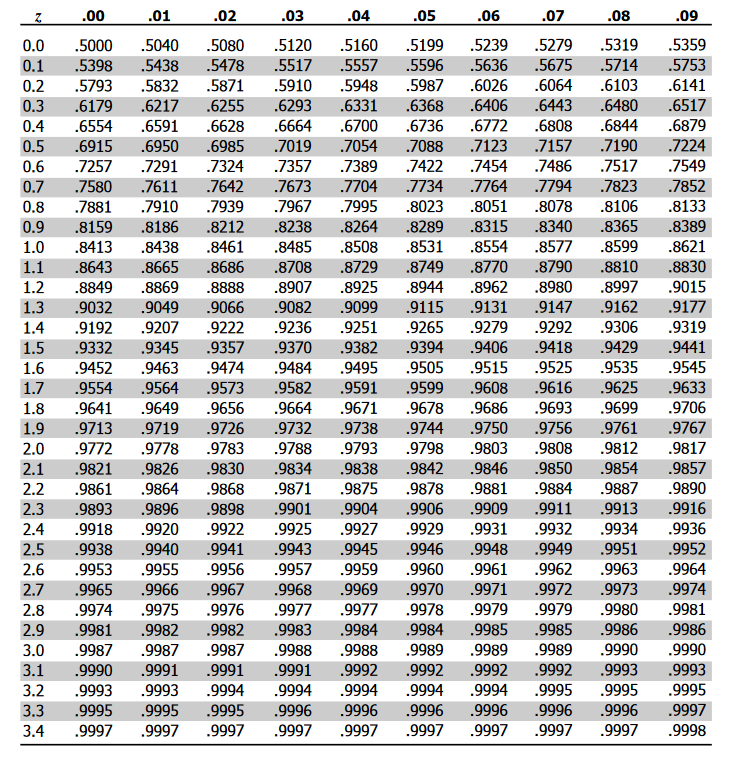 z .00 .01 .02 .03 .04 .05 .06 .07 .08 .09
0.0 .5000 .5040 .5080 .5120 .5160 .5199 .5239 .5279 .5319 .5359
0.1 .5398 .5438 .5478 .5517 .5557 .5596 .5636 .5675 .5714 .5753
0.2 .5793 .5832 .5871 .5910 .5948 .5987 .6026 .6064 .6103 .6141
0.3 .6179 .6217 .6255 .6293 .6331 .6368 .6406 .6443 .6480 .6517
0.4 .6554 .6591 .6628 .6664 .6700 .6736 .6772 .6808 .6844 .6879
0.5 .6915 .6950 .6985 .7019 .7054 .7088 .7123 .7157 .7190 .7224
0.6 .7257 .7291 .7324 .7357 .7389 .7422 .7454 .7486 .7517 .7549
0.7 .7580 .7611 .7642 .7673 .7704 .7734 .7764 .7794 .7823 .7852
0.8 .7881 .7910 .7939 .7967 .7995 .8023 .8051 .8078 .8106 .8133
0.9 .8159 .8186 .8212 .8238 .8264 .8289 .8315 .8340 .8365 .8389
1.0 .8413 .8438 .8461 .8485 .8508 .8531 .8554 .8577 .8599 .8621
1.1 .8643 .8665 .8686 .8708 .8729 .8749 .8770 .8790 .8810 .8830
1.2 .8849 .8869 .8888 .8907 .8925 .8944 .8962 .8980 .8997 .9015
1.3 .9032 .9049 .9066 .9082 .9099 .9115 .9131 .9147 .9162 .9177
1.4 .9192 .9207 .9222 .9236 .9251 .9265 .9279 .9292 .9306 .9319
1.5 .9332 .9345 .9357 .9370 .9382 .9394 .9406 .9418 .9429 .9441
1.6 .9452 .9463 .9474 .9484 .9495 .9505 .9515 .9525 .9535 .9545
1.7 .9554 .9564 .9573 .9582 .9591 .9599 .9608 .9616 .9625 .9633
1.8 .9641 .9649 .9656 .9664 .9671 .9678 .9686 .9693 .9699 .9706
1.9 .9713 .9719 .9726 .9732 .9738 .9744 .9750 .9756 .9761 .9767
2.0 .9772 .9778 .9783 .9788 .9793 .9798 .9803 .9808 .9812 .9817
2.1 .9821 .9826 .9830 .9834 .9838 .9842 .9846 .9850 .9854 .9857
2.2 .9861 .9864 .9868 .9871 .9875 .9878 .9881 .9884 .9887 .9890
2.3 .9893 .9896 .9898 .9901 .9904 .9906 .9909 .9911 .9913 .9916
2.4 .9918 .9920 .9922 .9925 .9927 .9929 .9931 .9932 .9934 .9936
2.5 .9938 .9940 .9941 .9943 .9945 .9946 .9948 .9949 .9951 .9952
2.6 .9953 .9955 .9956 .9957 .9959 .9960 .9961 .9962 .9963 .9964
2.7 .9965 .9966 .9967 .9968 .9969 .9970 .9971 .9972 .9973 .9974
2.8 .9974 .9975 .9976 .9977 .9977 .9978 .9979 .9979 .9980 .9981
2.9 .9981 .9982 .9982 .9983 .9984 .9984 .9985 .9985 .9986 .9986
3.0 .9987 .9987 .9987 .9988 .9988 .9989 .9989 .9989 .9990 .9990
3.1 .9990 .9991 .9991 .9991 .9992 .9992 .9992 .9992 .9993 .9993
3.2 .9993 .9993 .9994 .9994 .9994 .9994 .9994 .9995 .9995 .9995
3.3 .9995 .9995 .9995 .9996 .9996 .9996 .9996 .9996 .9996 .9997
3.4 .9997 .9997 .9997 .9997 .9997 .9997 .9997 .9997 .9997 .9998